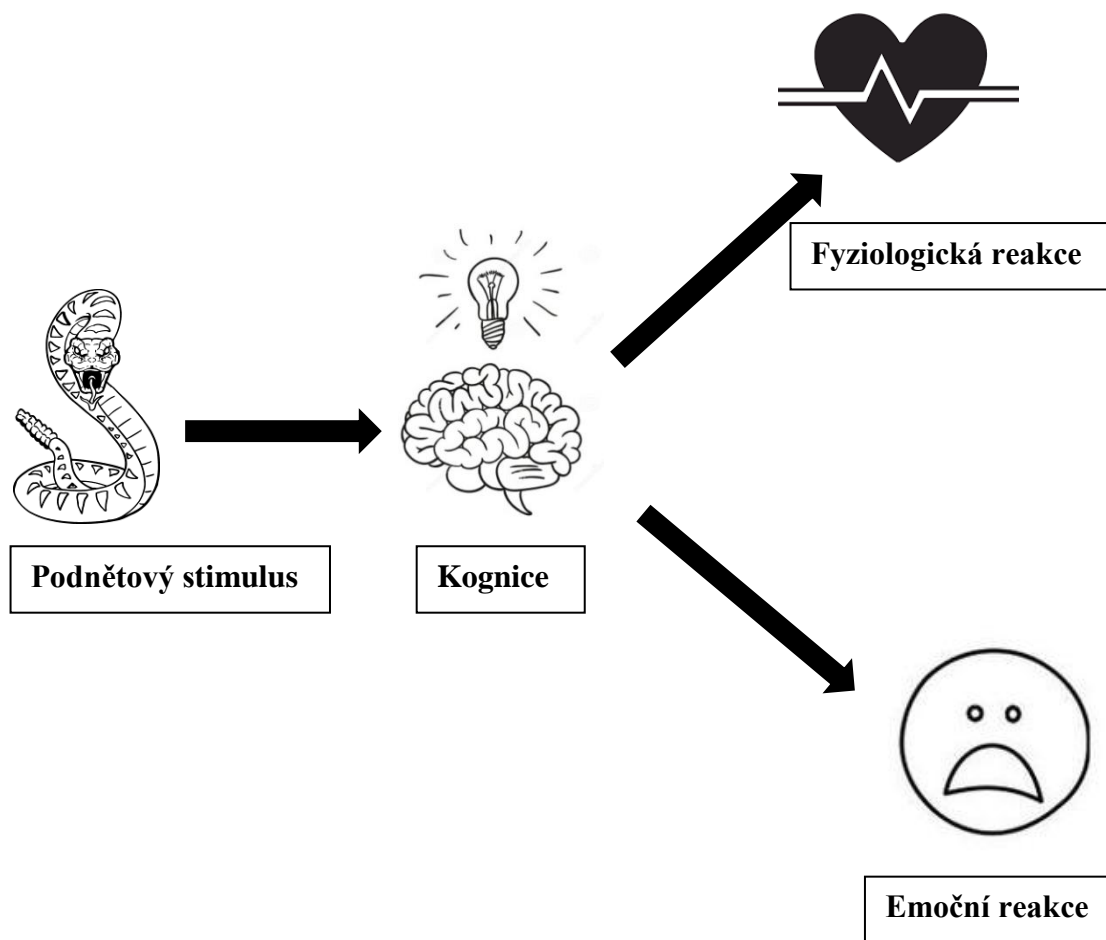 Fyziologická reakce
Podnětový stimulus
Kognice
Emoční reakce